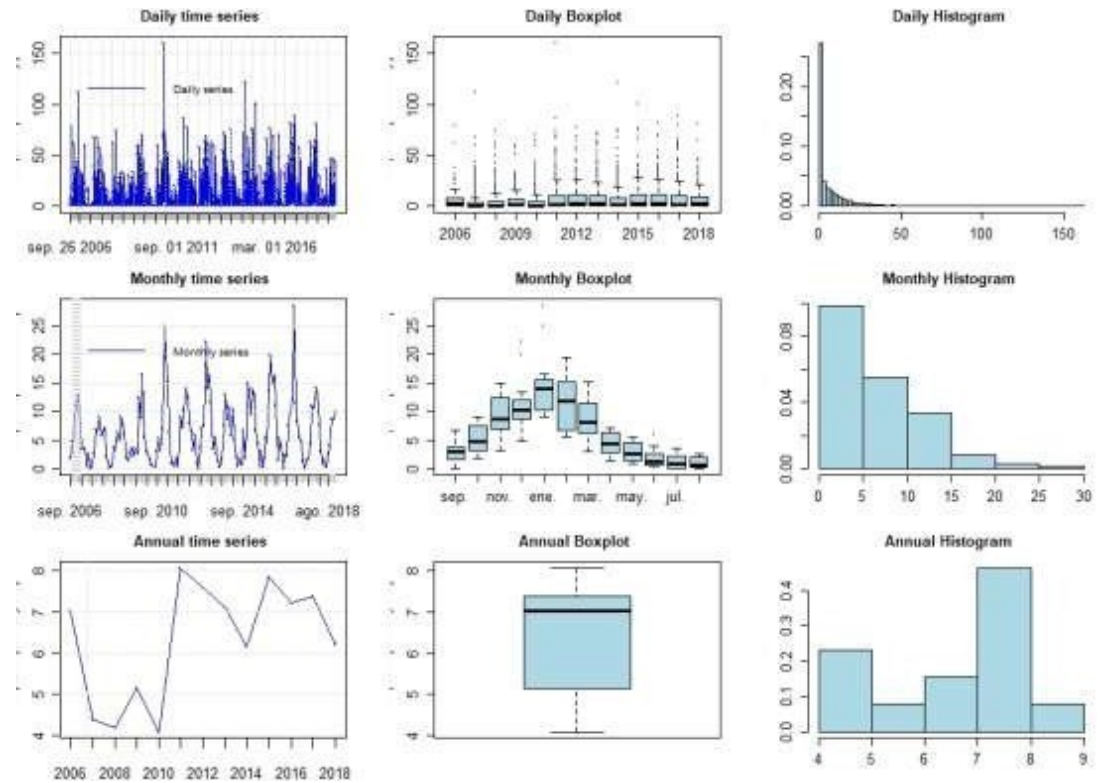 Daily time series
150
100
50
0
Daily series
sep. 25 2006 sep. 01 2011 mar. 01 2016
Daily Boxplot
150
100
50
0
2006 2009 2012 2015 2018
Daily Histogram
0.20
0.10
0.00
0 50 100 150
Monthly time series
25
20
15
10
5
0
Monthly series
sep. 2006 sep. 2010 sep. 2014 ago. 2018
Monthly Boxplot
25
20
15
10
5
0
sep. nov. ene. mar. may. jul.
Monthly Histogram
0.08
0.04
0.00
0 5 10 15 20 25 30
Annual time series
8
7
6
5
4
2006 2008 2010 2012 2014 2016 2018
Annual Boxplot
8
7
6
5
4
Annual Histogram
0.4
0.3
0.2
0.1
0.0
4 5 6 7 8 9